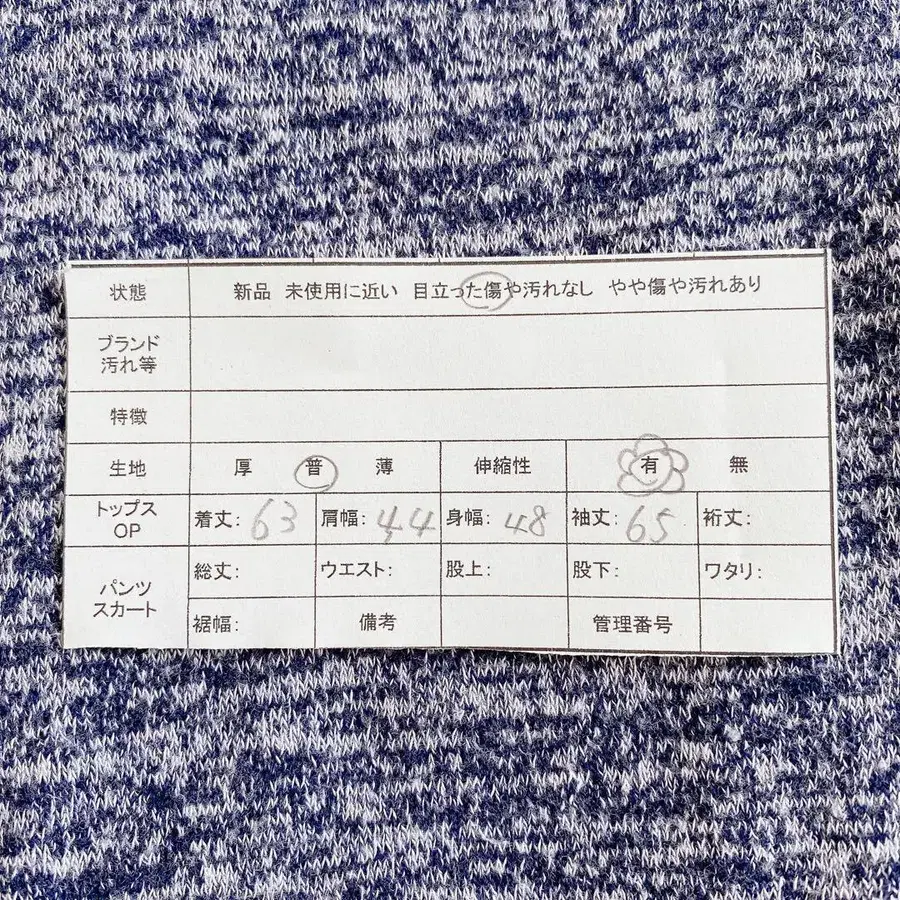 状態 新品 未使用に近い 目立った傷や汚れなし やや傷や汚れあり
ブランド
汚れ等
特徴
生地 厚 普 薄 伸縮性 有 無
トップス
OP
着丈: 63 肩幅: 44 身幅: 48 袖丈: 65 裄丈:
パンツ
スカート
総丈: ウエスト: 股上: 股下: ワタリ:
裾幅: 備考 管理番号